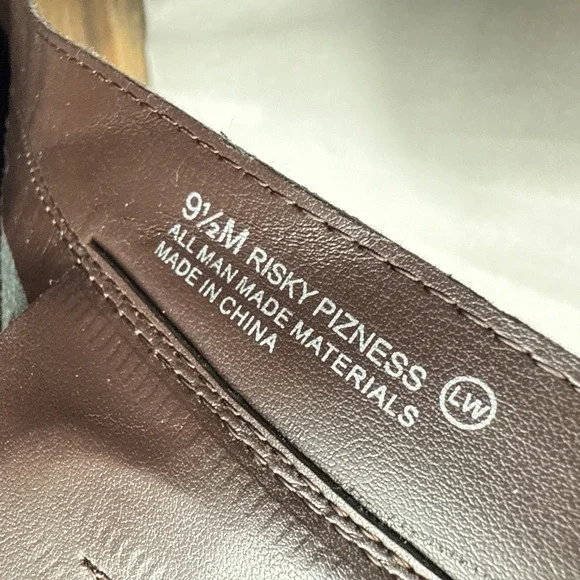 9½M RISKY PIZNESS
ALL MAN MADE MATERIALS
MADE IN CHINA
LW